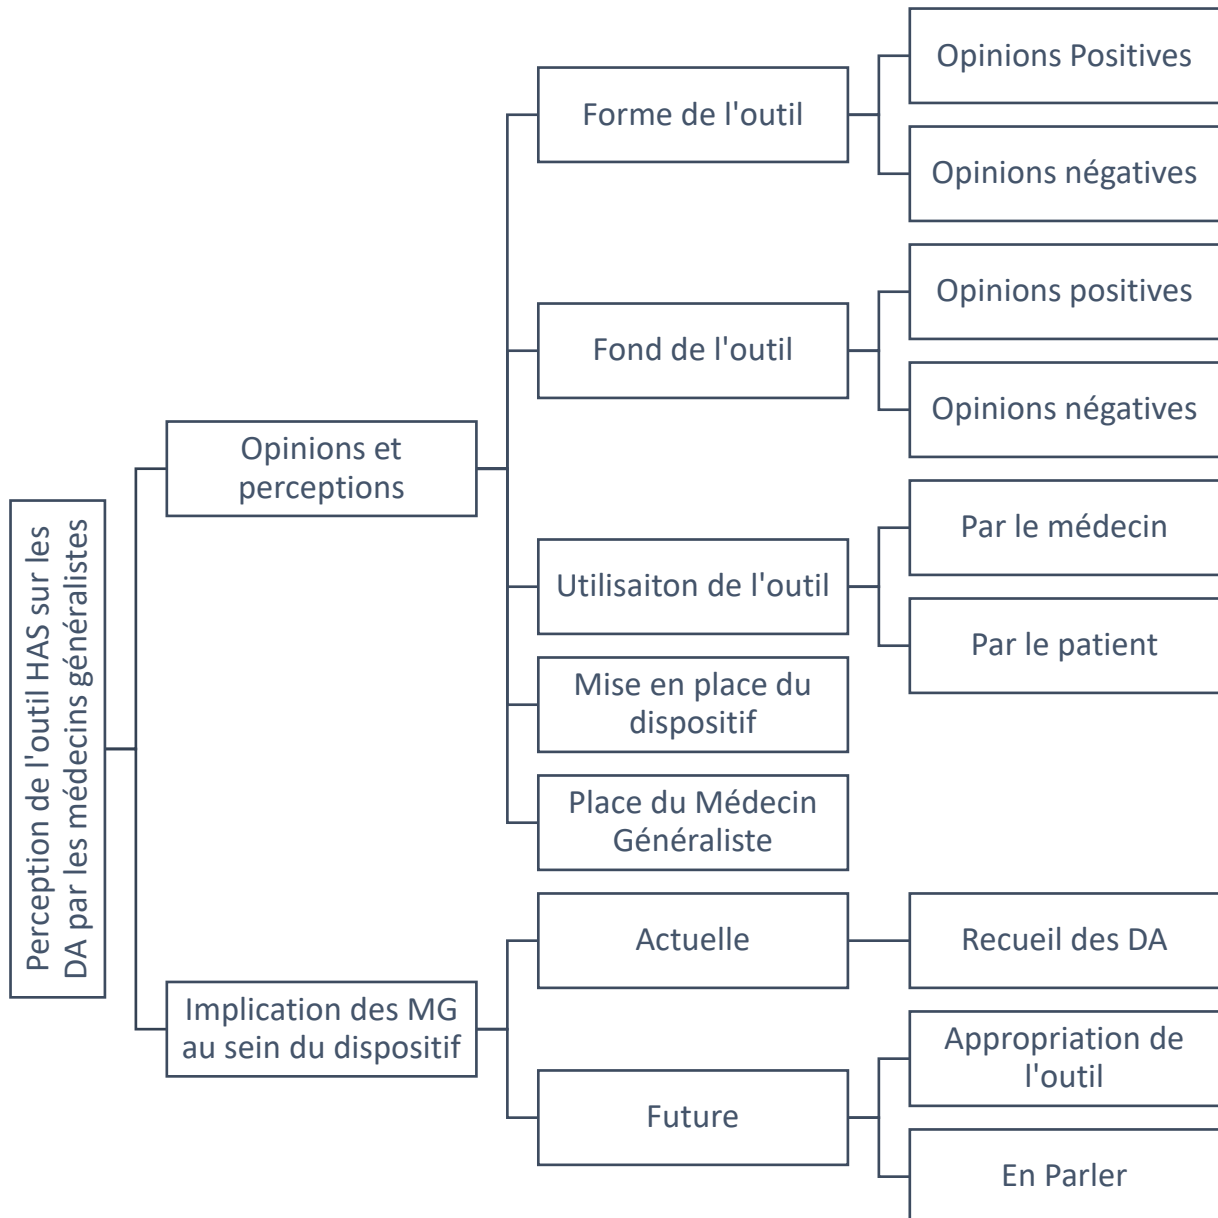 Perception de l'outil HAS sur les
DA par les médecins généralistes
Opinions et
perceptions
Forme de l'outil
Opinions Positives
Opinions négatives
Fond de l'outil
Opinions positives
Opinions négatives
Utilisaiton de l'outil
Par le médecin
Par le patient
Mise en place du
dispositif
Place du Médecin
Généraliste
Implication des MG
au sein du dispositif
Actuelle
Recueil des DA
Future
Appropriation de
l'outil
En Parler